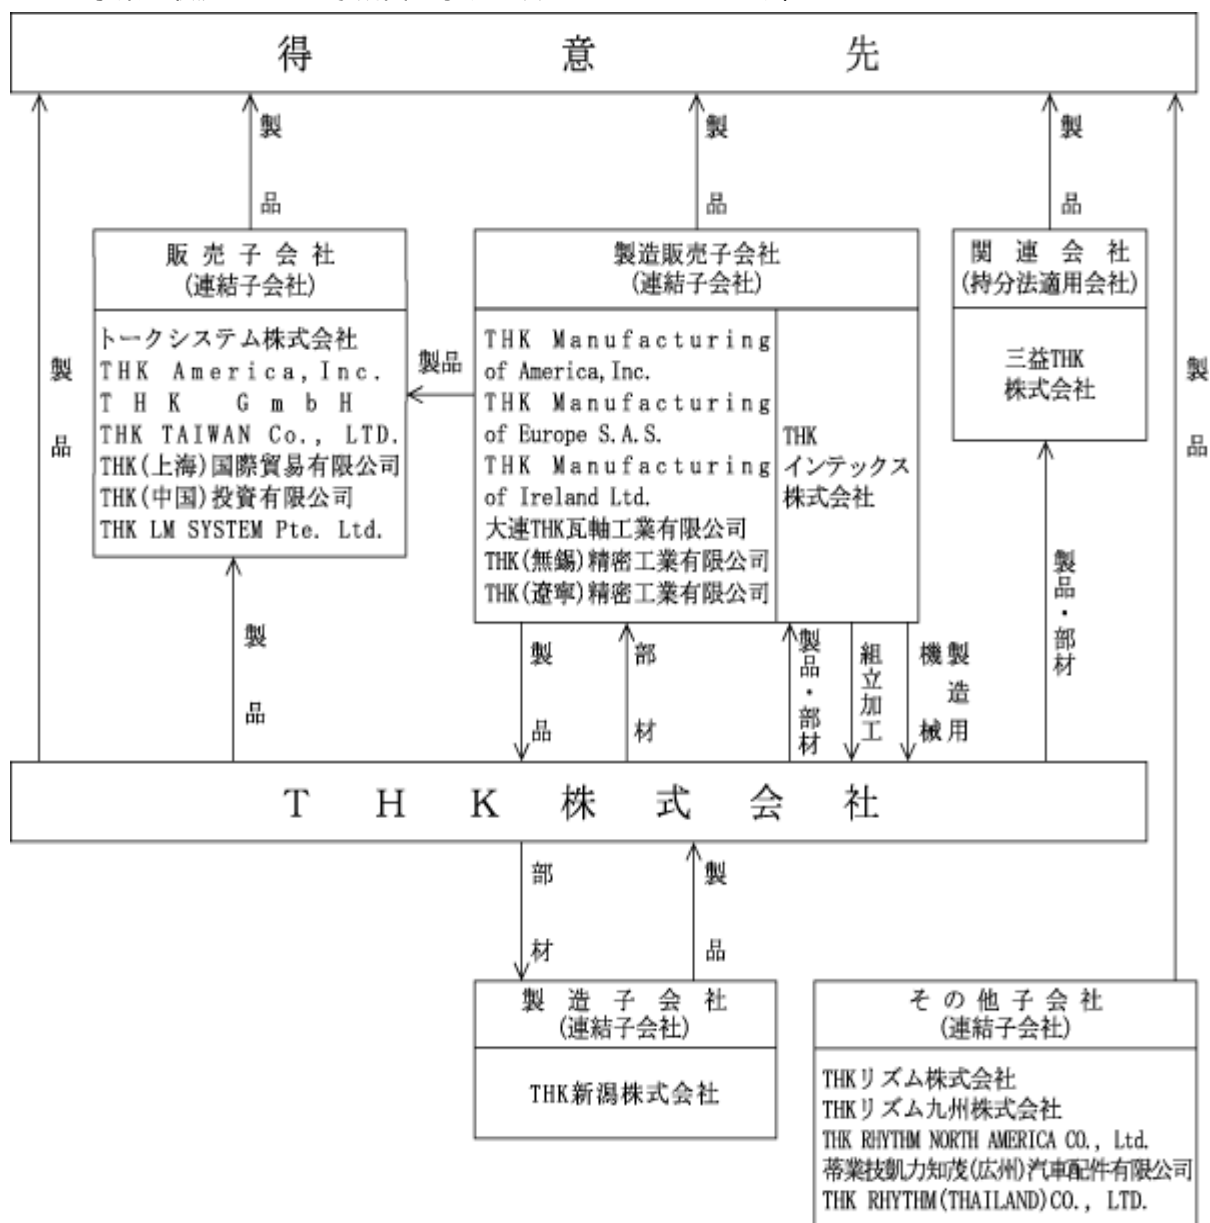 得意先
製品
製品
製品
製品
製品
販売子会社
(連結子会社)
トークシステム株式会社
THK America,Inc.
THK GmbH
THK TAIWAN Co., LTD.
THK(上海)国際貿易有限公司
THK(中国)投資有限公司
THK LM SYSTEM Pte. Ltd.
製品
製造販売子会社
(連結子会社)
THK Manufacturing
of America,Inc.
THK Manufacturing
of Europe S.A.S.
THK Manufacturing
of Ireland Ltd.
大連THK瓦軸工業有限公司
THK(無錫)精密工業有限公司
THK(遼寧)精密工業有限公司
THK
インテックス
株式会社
関連会社
(持分法適用会社)
三益THK
株式会社
製品
製品
部材
製品・部材
組立加工
製造用
機械
製品・部材
THK株式会社
部材
製品
製造子会社
(連結子会社)
THK新潟株式会社
その他子会社
(連結子会社)
THKリズム株式会社
THKリズム九州株式会社
THK RHYTHM NORTH AMERICA CO., Ltd.
蒂業技凱力知茂(広州)汽車配件有限公司
THK RHYTHM(THAILAND)CO., LTD.